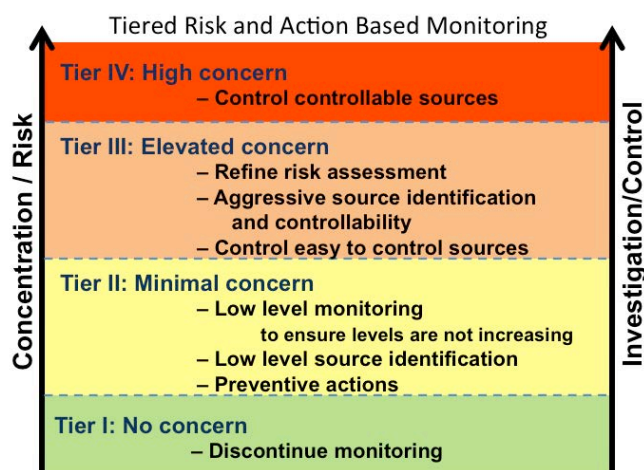 Tiered Risk and Action Based Monitoring
Concentration / Risk
Tier IV: High concern
– Control controllable sources
Tier III: Elevated concern
– Refine risk assessment
– Aggressive source identification
and controllability
– Control easy to control sources
Tier II: Minimal concern
– Low level monitoring
to ensure levels are not increasing
– Low level source identification
– Preventive actions
Tier I: No concern
– Discontinue monitoring
Investigation/Control